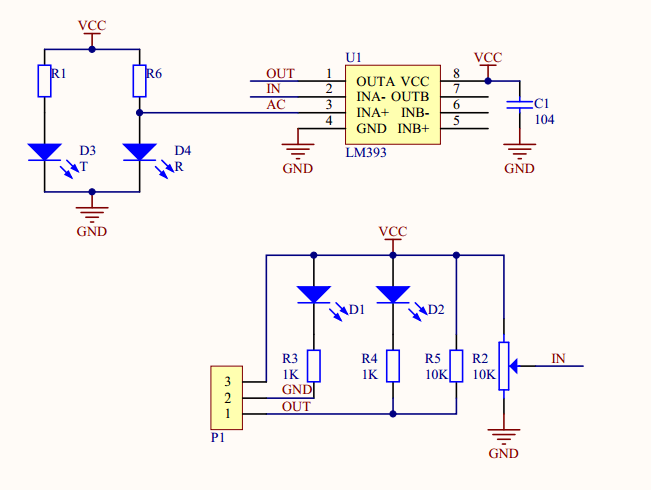 VCC
R1
R6
D3
T
D4
R
GND
U1
OUT 1 OUTA VCC 8
IN 2 INA- OUTB 7
AC 3 INA+ INB- 6
4 GND INB+ 5
LM393
GND
VCC
C1
104
GND
VCC
D1
D2
R3
1K
R4
1K
R5
10K
R2
10K
IN
3
2 GND
1 OUT
P1
GND